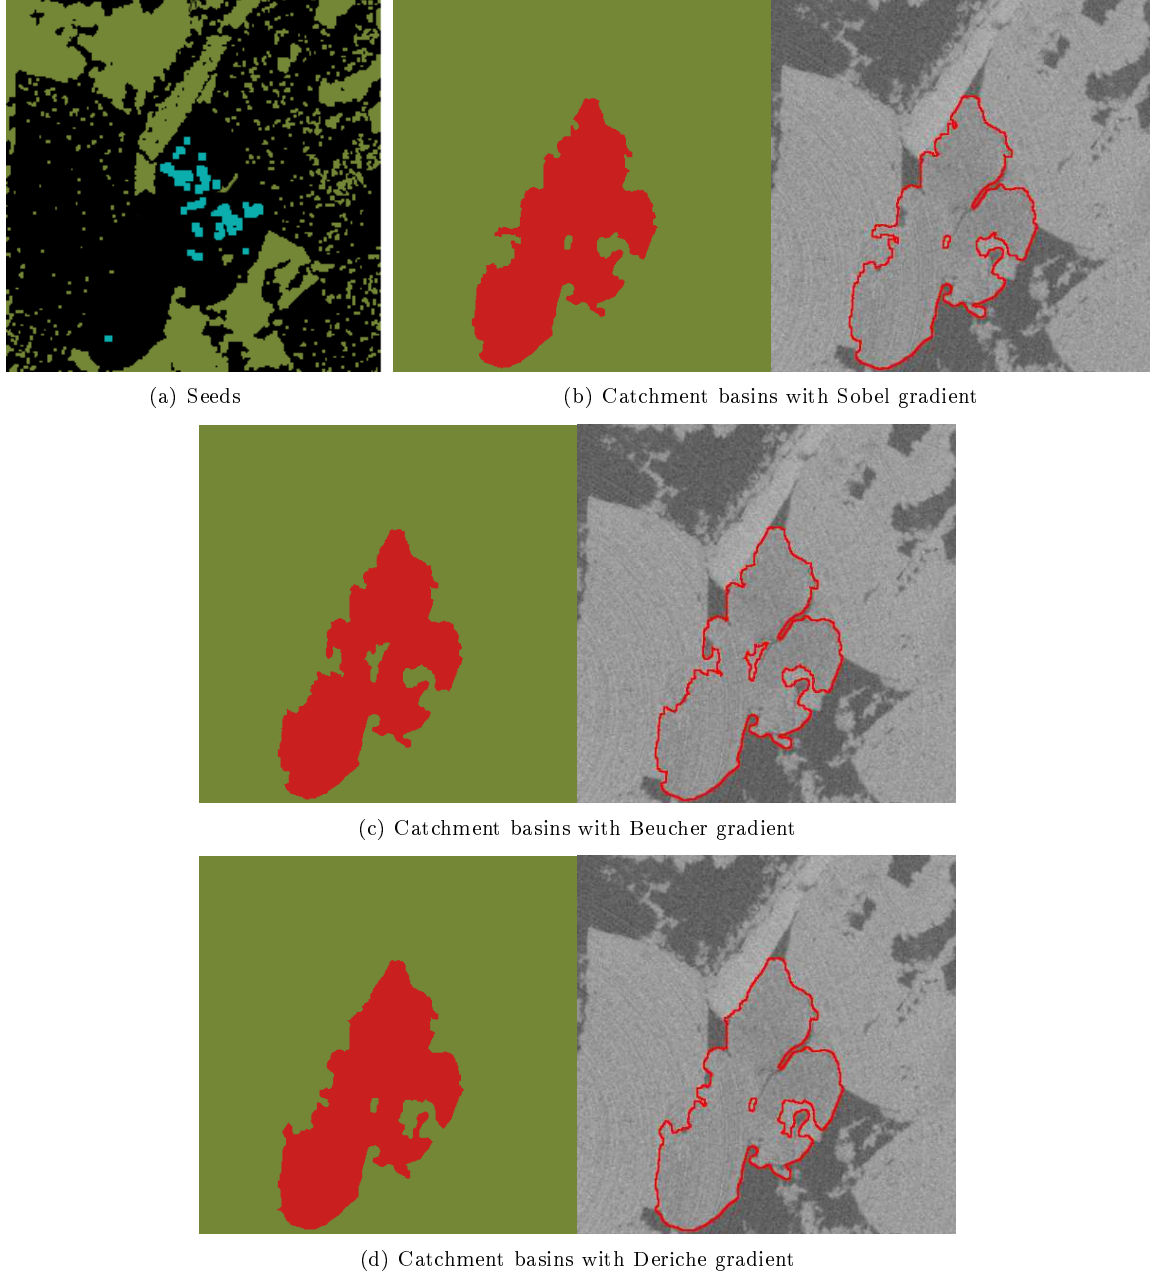 (a) Seeds
(b) Catchment basins with Sobel gradient
(c) Catchment basins with Beucher gradient
(d) Catchment basins with Deriche gradient